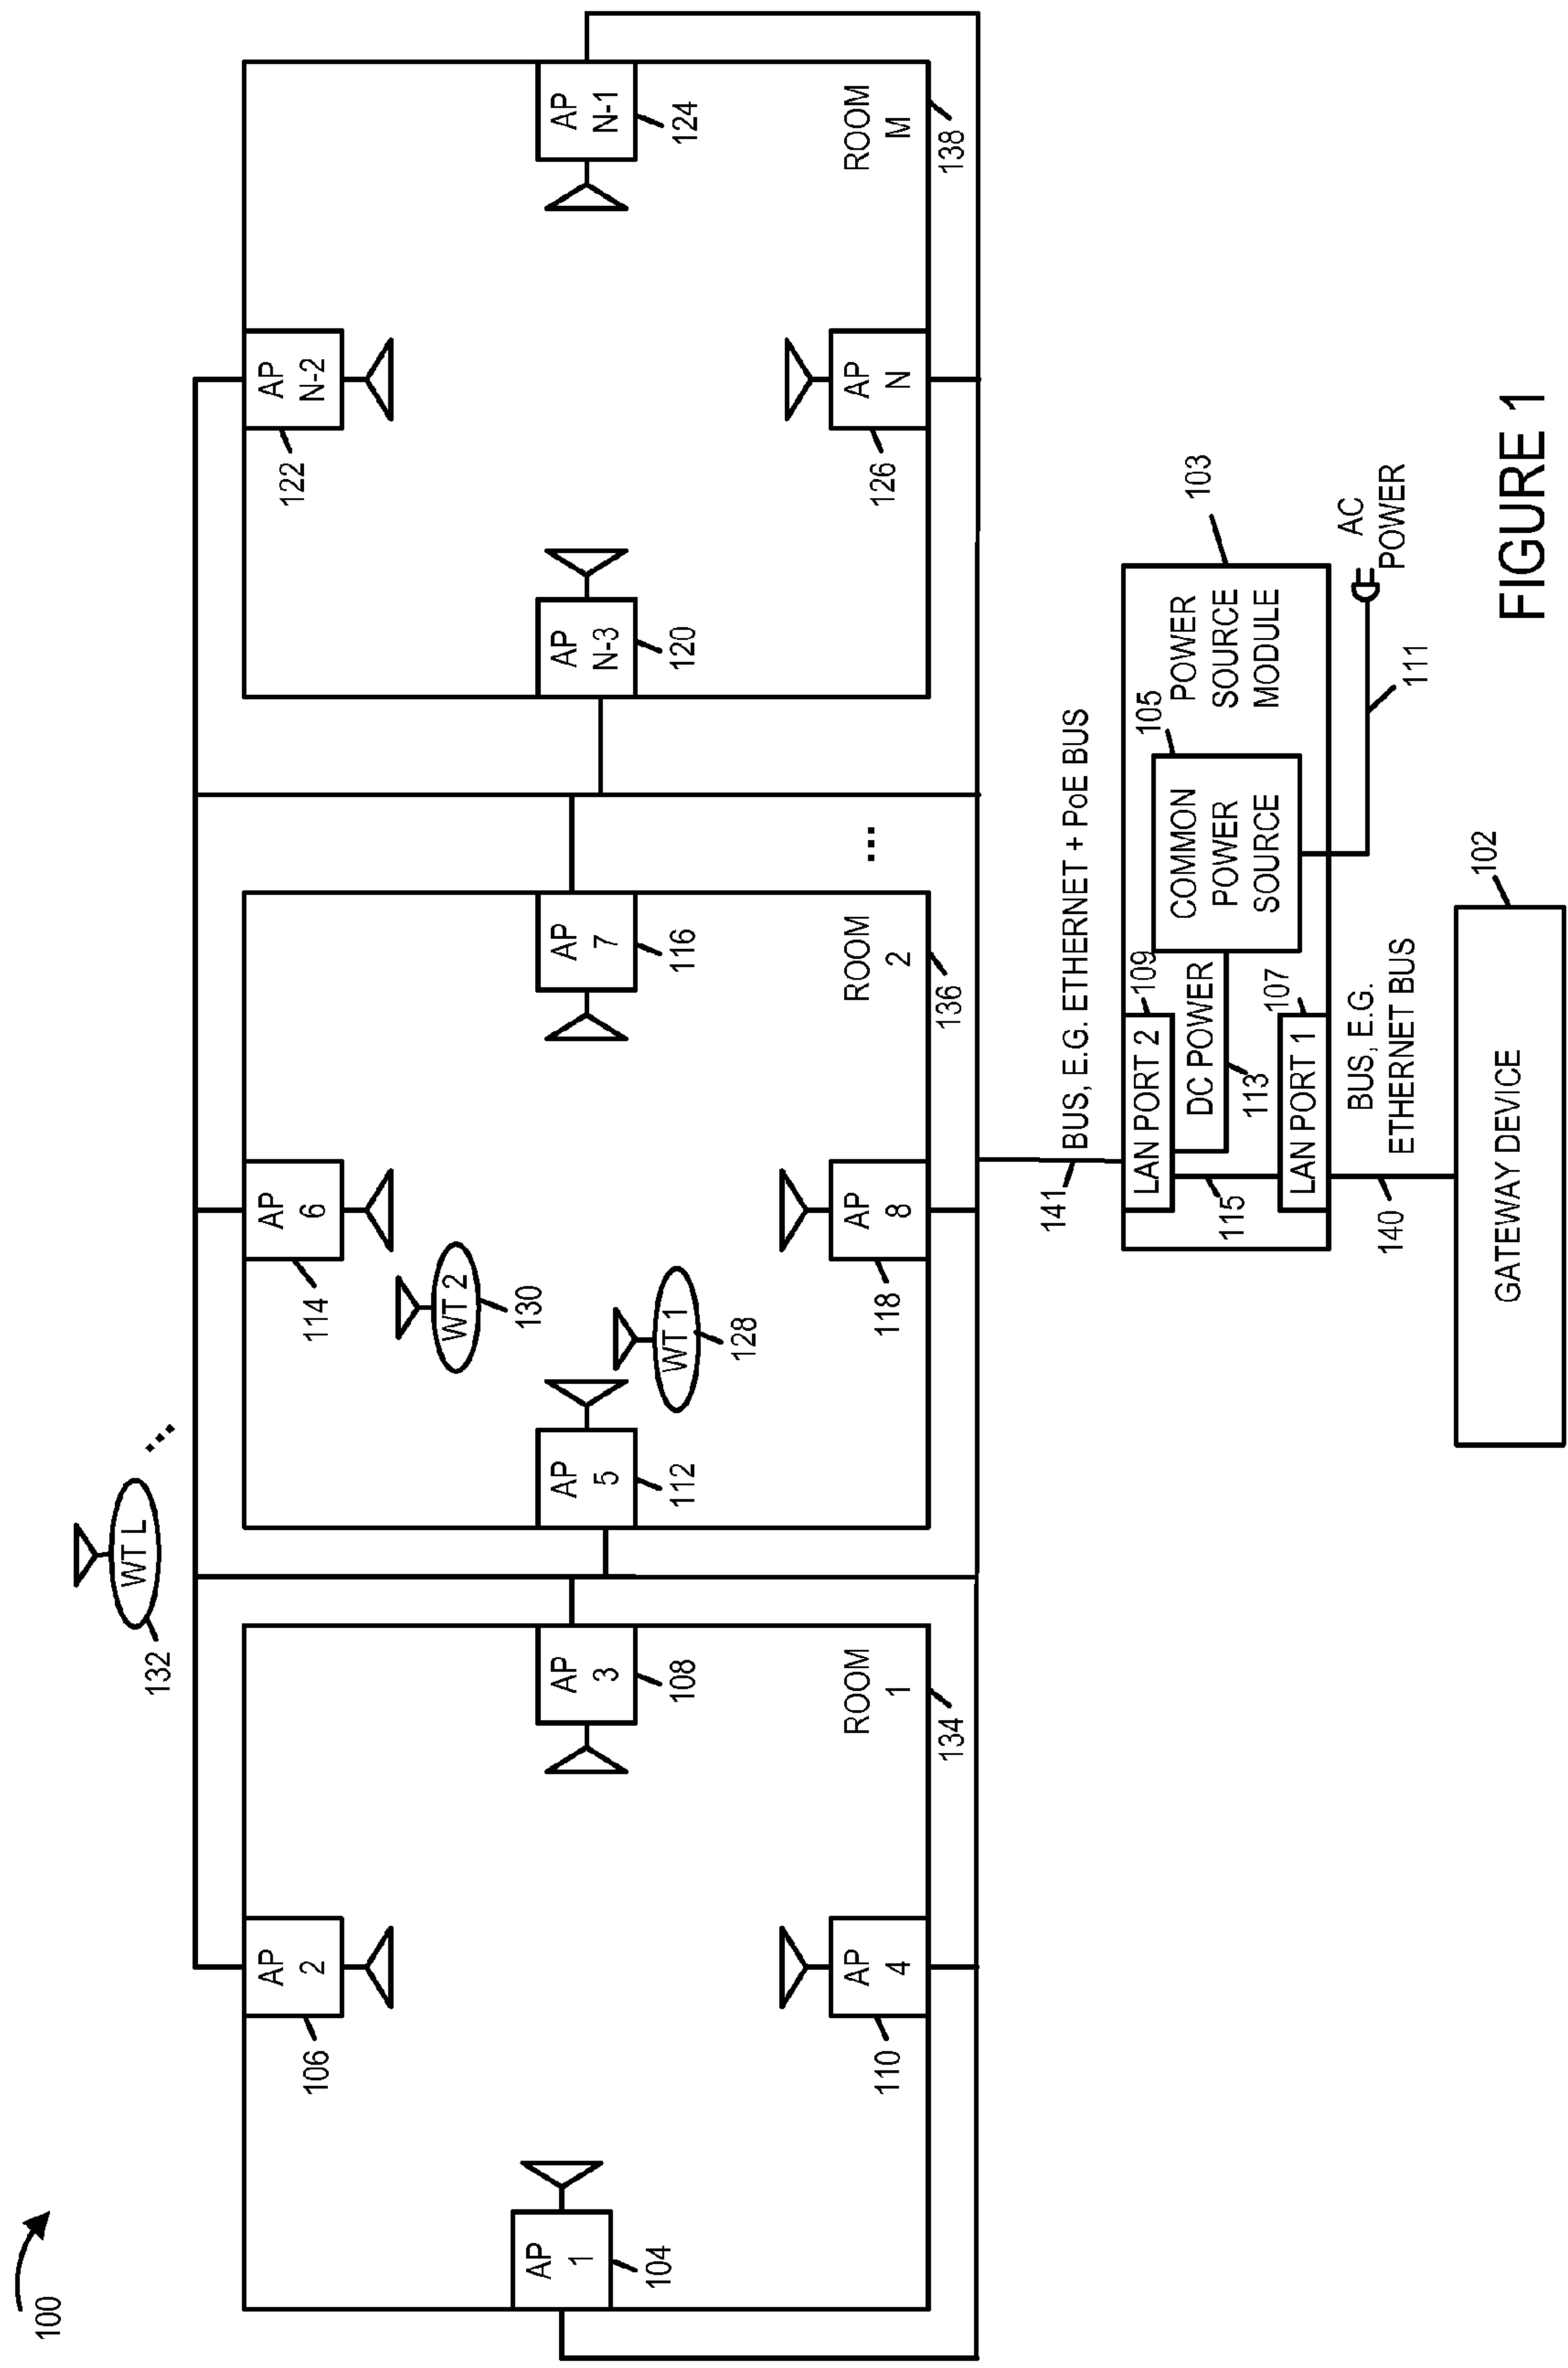 100
WT L
132
...
AP
1
104
AP
2
106
AP
3
108
AP
4
110
ROOM
1
134
AP
5
112
AP
6
114
WT 2
130
WT 1
128
AP
7
116
AP
8
118
ROOM
2
136
...
AP
N-3
120
AP
N-2
122
AP
N-1
124
AP
N
126
ROOM
M
138
141
BUS, E.G. ETHERNET + PoE BUS
LAN PORT 2
109
DC POWER
113
115
LAN PORT 1
107
COMMON
POWER
SOURCE
105
POWER
SOURCE
MODULE
103
AC
POWER
111
140
BUS, E.G.
ETHERNET BUS
GATEWAY DEVICE
102
FIGURE 1